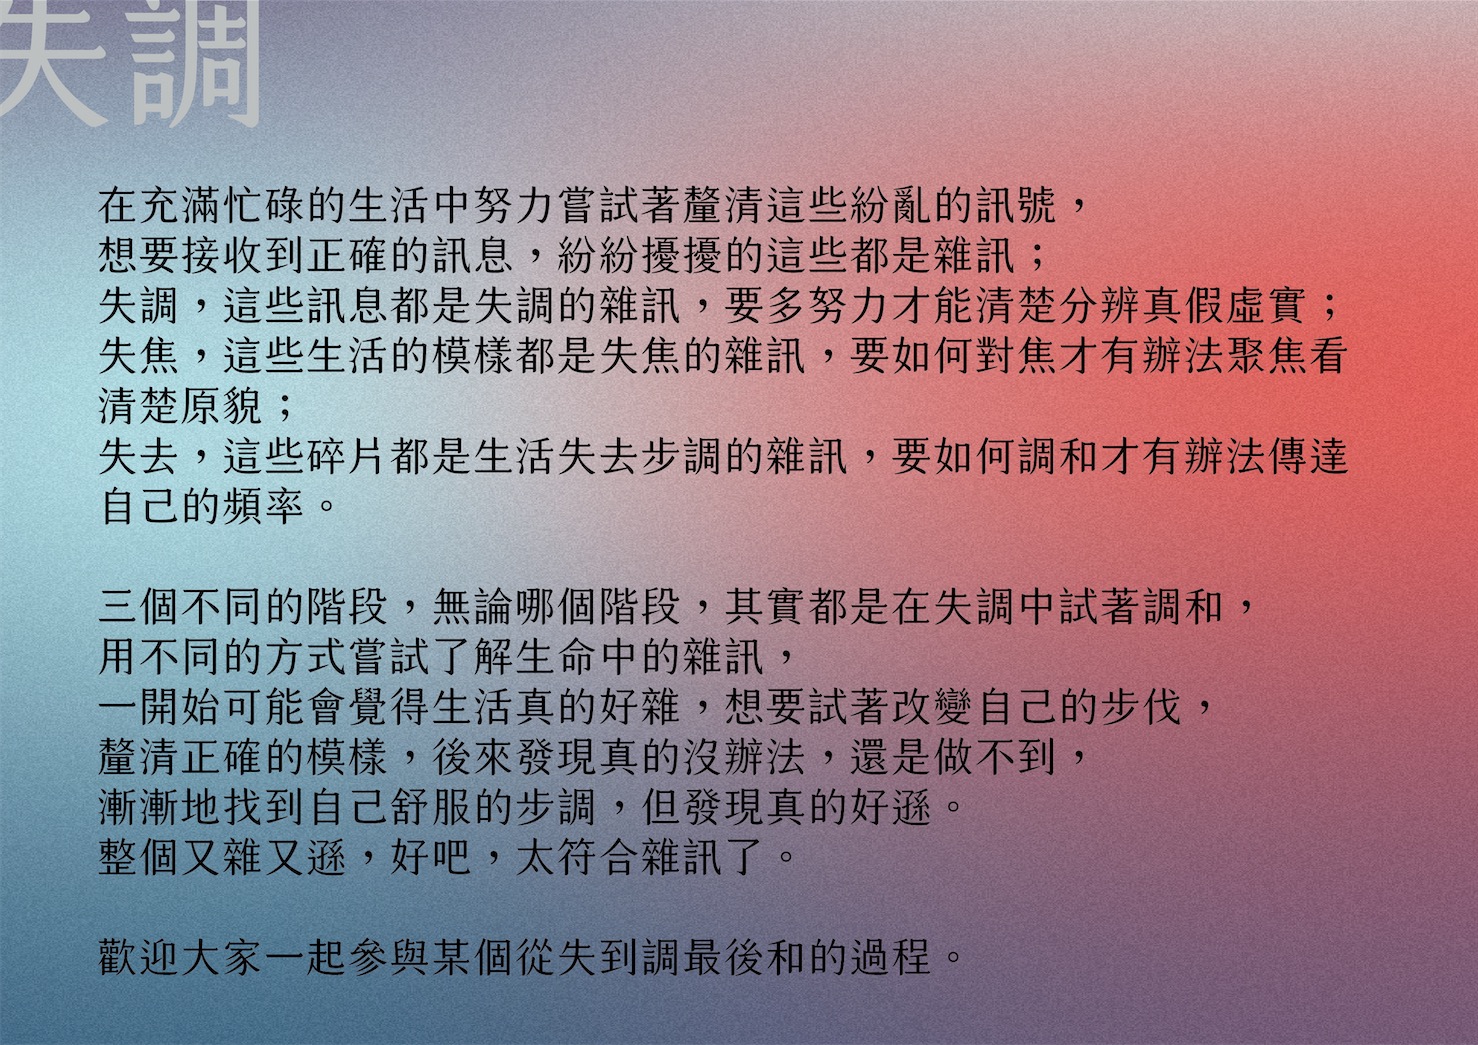 失調
在充滿忙碌的生活中努力嘗試著釐清這些紛亂的訊號，
想要接收到正確的訊息，紛紛擾擾的這些都是雜訊；
失調，這些訊息都是失調的雜訊，要多努力才能清楚分辨真假虛實；
失焦，這些生活的模樣都是失焦的雜訊，要如何對焦才有辦法聚焦看
清楚原貌；
失去，這些碎片都是生活失去步調的雜訊，要如何調和才有辦法傳達
自己的頻率。
三個不同的階段，無論哪個階段，其實都是在失調中試著調和，
用不同的方式嘗試了解生命中的雜訊，
一開始可能會覺得生活真的好雜，想要試著改變自己的步伐，
釐清正確的模樣，後來發現真的沒辦法，還是做不到，
漸漸地找到自己舒服的步調，但發現真的好遜。
整個又雜又遜，好吧，太符合雜訊了。
歡迎大家一起參與某個從失到調最後和的過程。